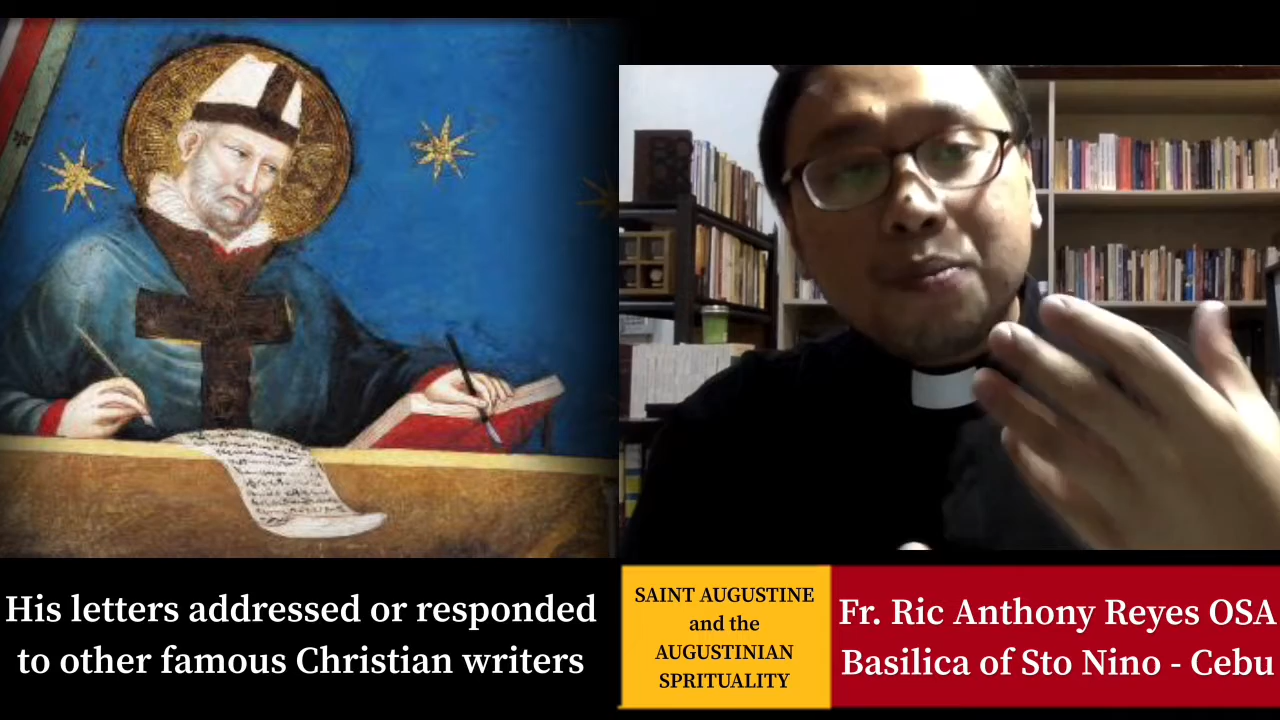 His letters addressed or responded
to other famous Christian writers
SAINT AUGUSTINE
and the
AUGUSTINIAN
SPRITUALITY
Fr. Ric Anthony Reyes OSA
Basilica of Sto Nino - Cebu